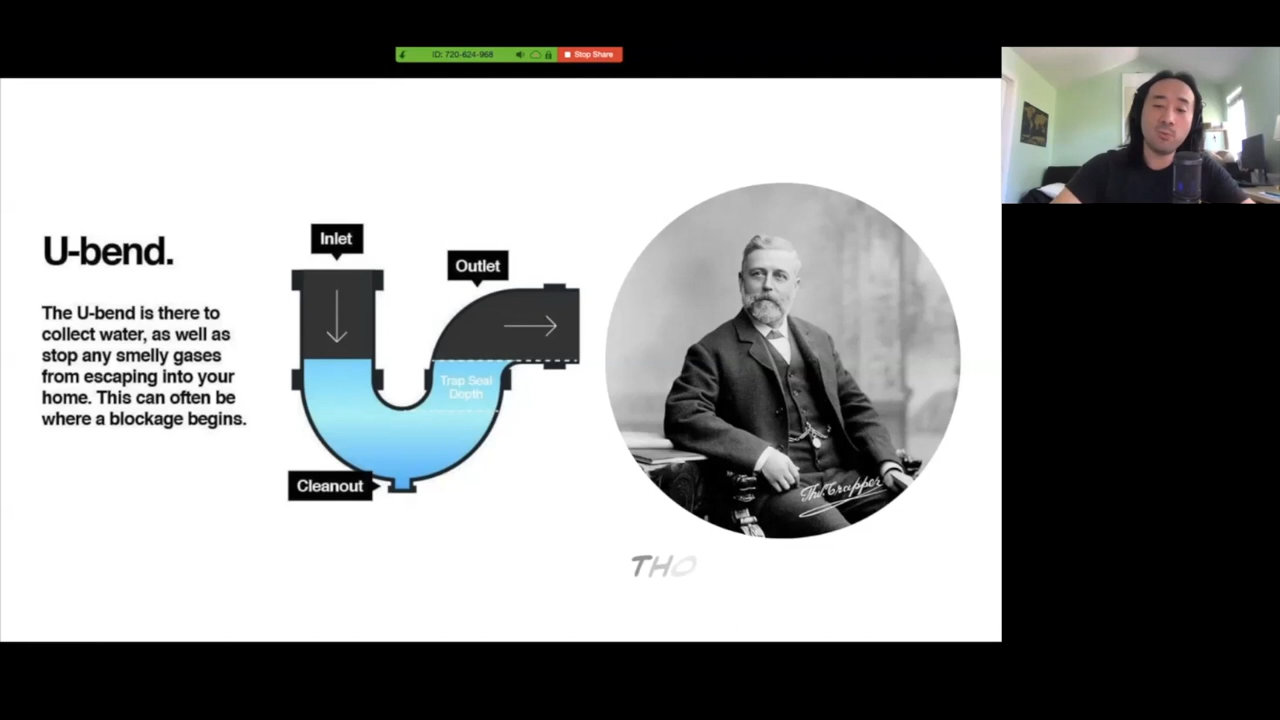 ID: 720-624-968
Stop Share
U-bend.
The U-bend is there to
collect water, as well as
stop any smelly gases
from escaping into your
home. This can often be
where a blockage begins.
Inlet
Outlet
Trap Seal
Depth
Cleanout
Tho.s Crapper
THO